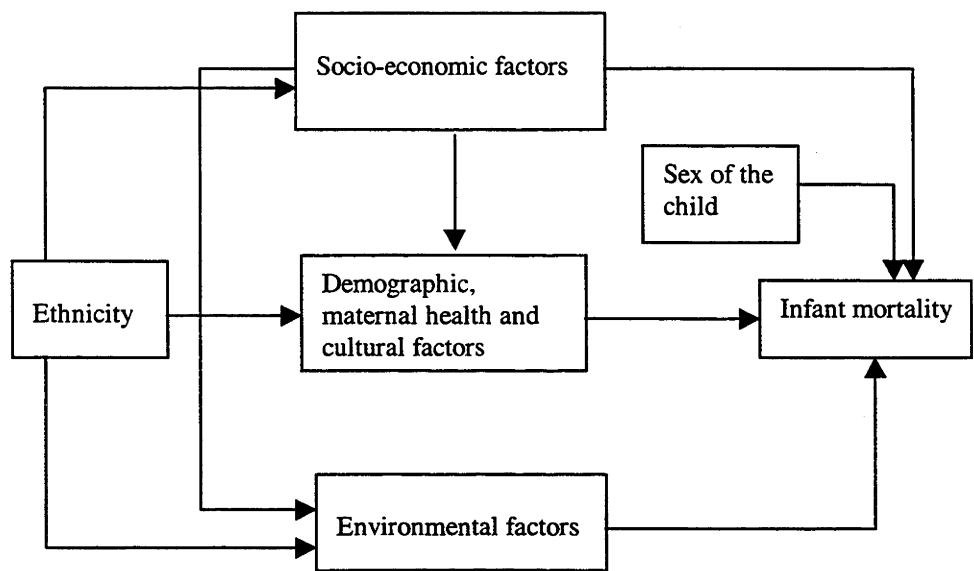 Socio-economic factors
Sex of the
child
Ethnicity
Demographic,
maternal health and
cultural factors
Infant mortality
Environmental factors